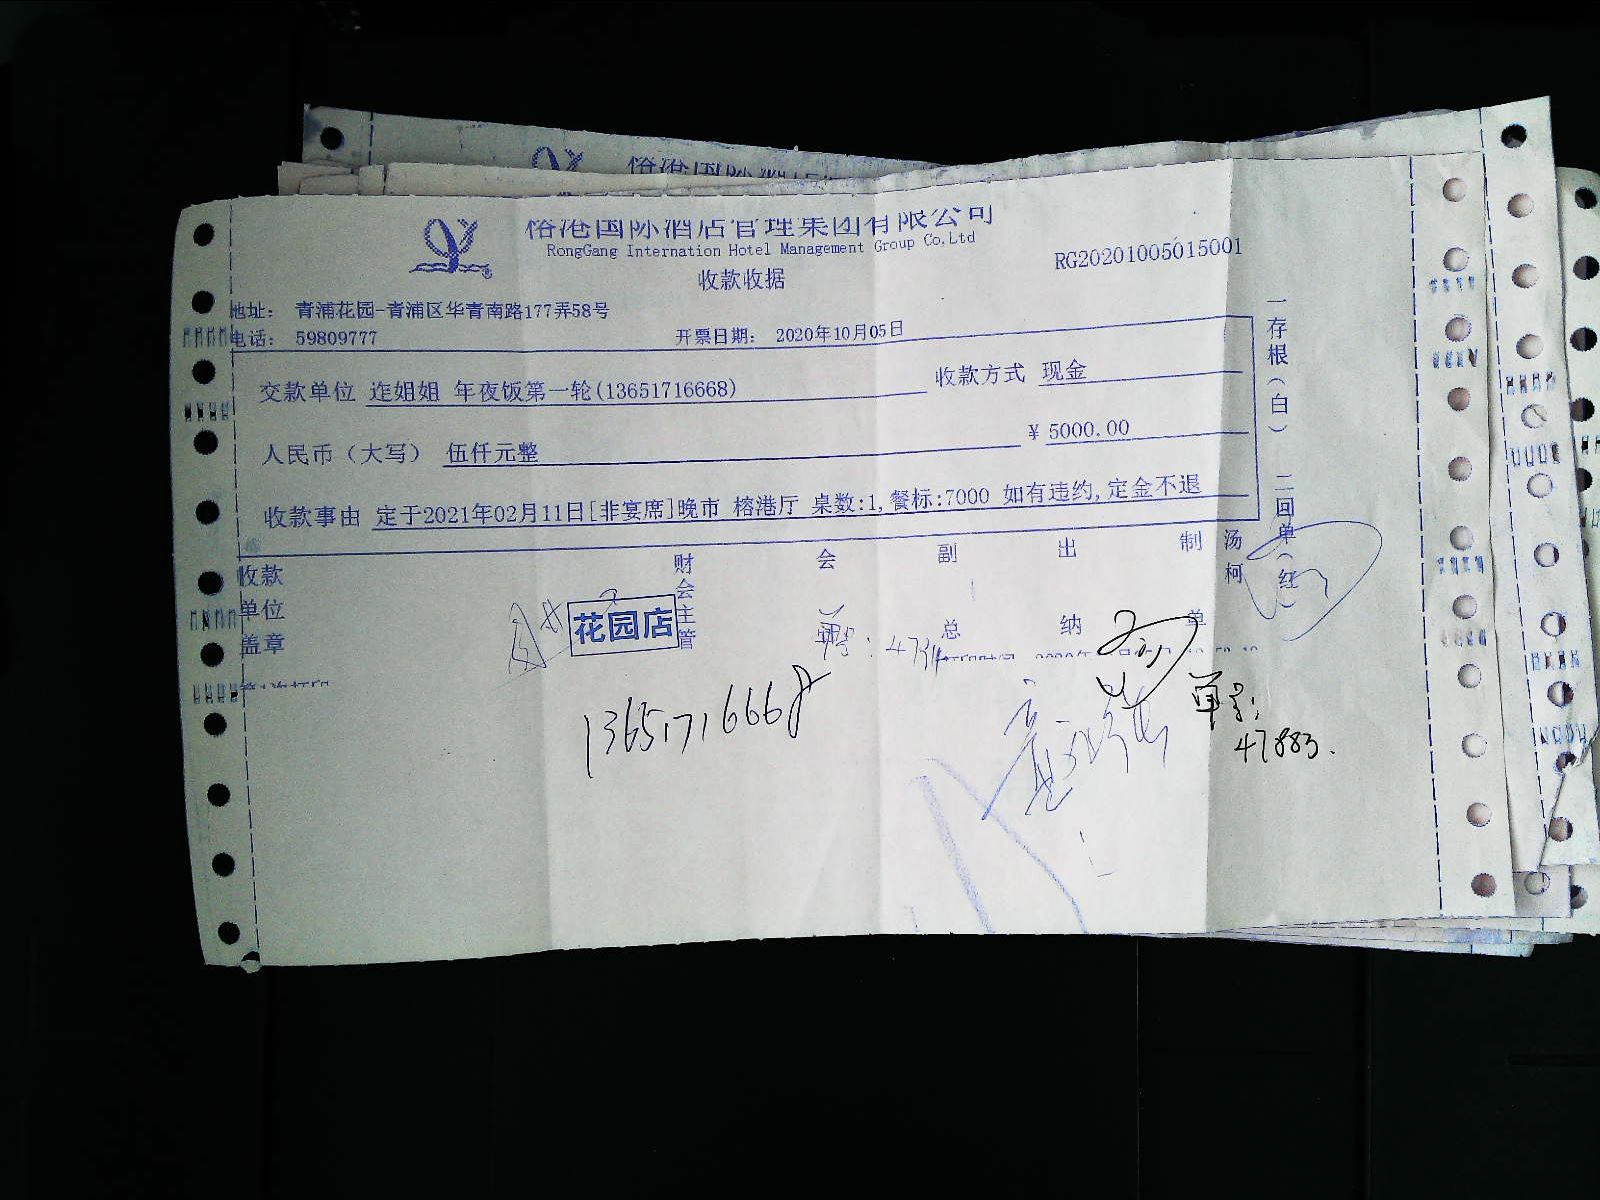 榕港国际酒店管理集团有限公司
RongGang Internation Hotel Management Group Co,Ltd
收款收据
RG20201005015001
地址： 青浦花园-青浦区华青南路177弄58号
电话： 59809777 开票日期： 2020年10月05日
交款单位 迮姐姐 年夜饭第一轮(13651716668) 收款方式 现金
人民币（大写） 伍仟元整 ¥ 5000.00
收款事由 定于2021年02月11日[非宴席]晚市 榕港厅 桌数:1,餐标:7000 如有违约,定金不退
一存根（白） 二回单（红）
收款单位盖章
财会主管 会 副总 出纳 制单 汤柯
花园店
单号:
13651716668
单号:
47883.